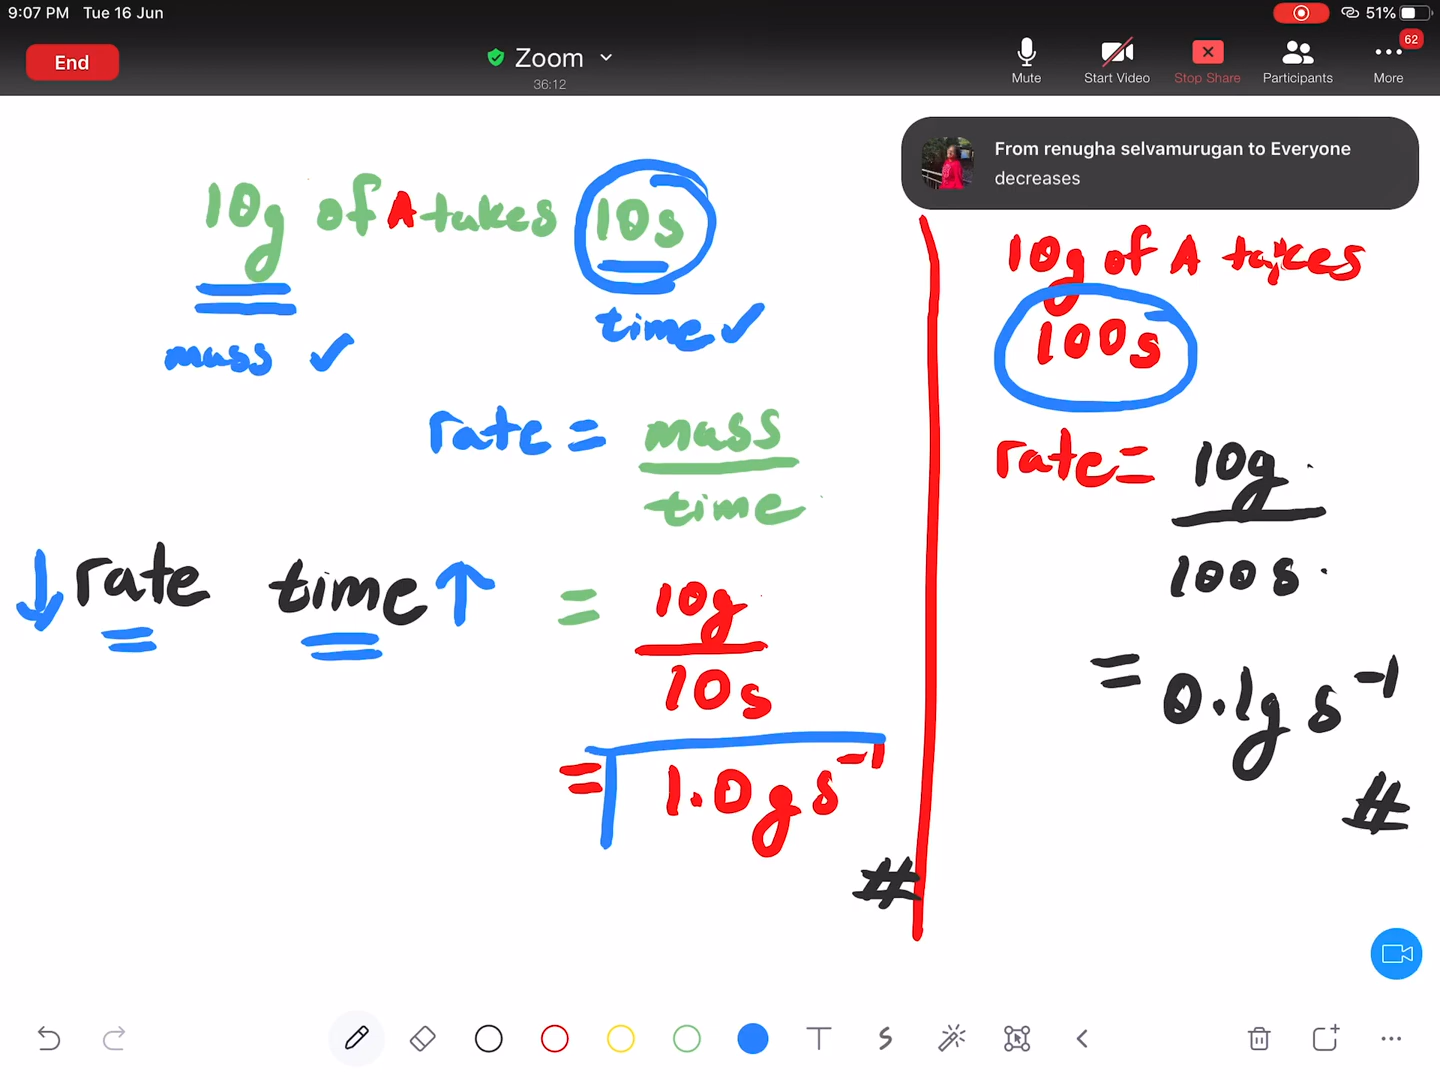 9:07 PM Tue 16 Jun
51%
End
Zoom
36:12
Mute
Start Video
Stop Share
Participants
More
62
From renugha selvamurugan to Everyone
decreases
10g of A takes 10s
mass ✓
time ✓
rate = mass
time
↓ rate time ↑
= 10g
10s
= 1.0 g s⁻¹
#
10g of A takes
100s
rate = 10g
100s
= 0.1g s⁻¹
#
T
S